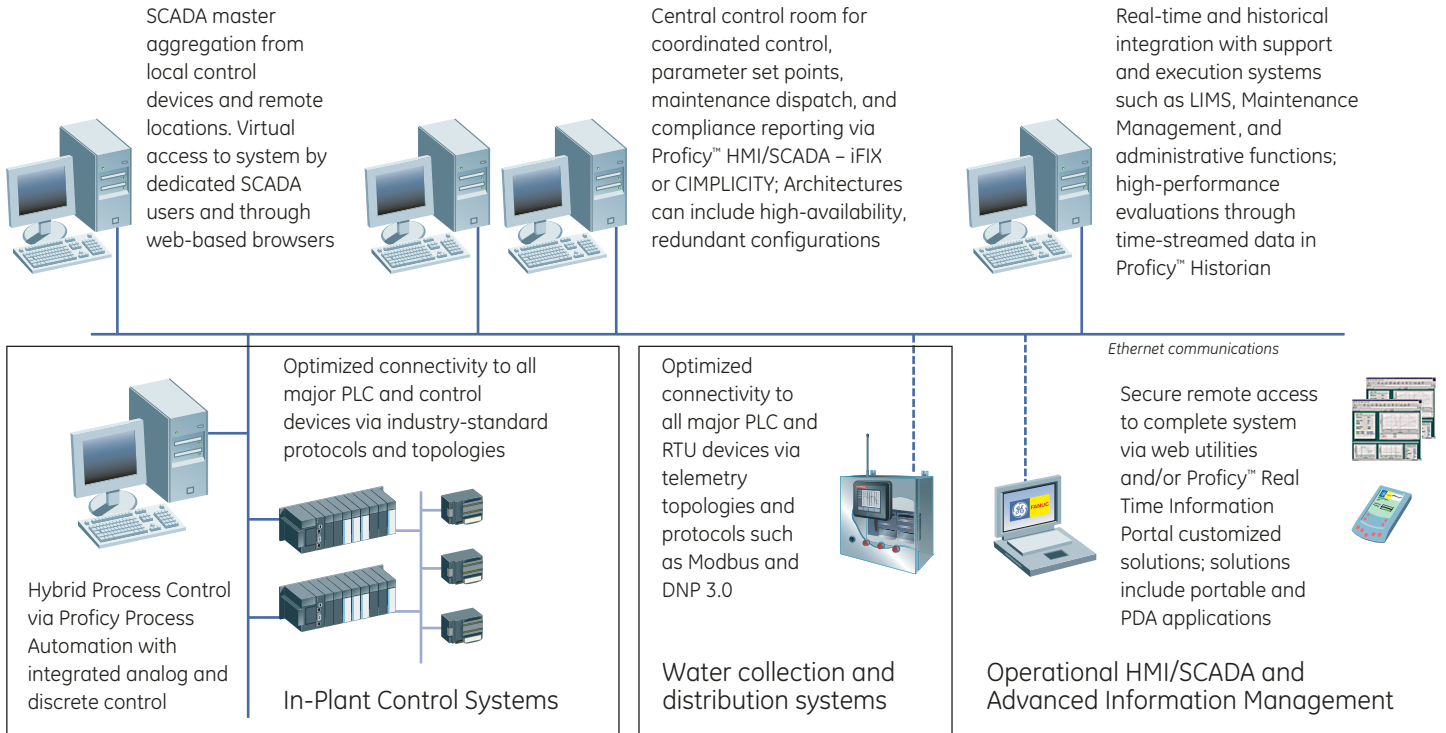 SCADA master
aggregation from
local control
devices and remote
locations. Virtual
access to system by
dedicated SCADA
users and through
web-based browsers
Central control room for
coordinated control,
parameter set points,
maintenance dispatch, and
compliance reporting via
Proficy™ HMI/SCADA – iFIX
or CIMPLICITY; Architectures
can include high-availability,
redundant configurations
Real-time and historical
integration with support
and execution systems
such as LIMS, Maintenance
Management, and
administrative functions;
high-performance
evaluations through
time-streamed data in
Proficy™ Historian
Ethernet communications
Hybrid Process Control
via Proficy Process
Automation with
integrated analog and
discrete control
Optimized connectivity to all
major PLC and control
devices via industry-standard
protocols and topologies
In-Plant Control Systems
Optimized
connectivity to
all major PLC and
RTU devices via
telemetry
topologies and
protocols such
as Modbus and
DNP 3.0
Water collection and
distribution systems
GE FANUC
Secure remote access
to complete system
via web utilities
and/or Proficy™ Real
Time Information
Portal customized
solutions; solutions
include portable and
PDA applications
Operational HMI/SCADA and
Advanced Information Management